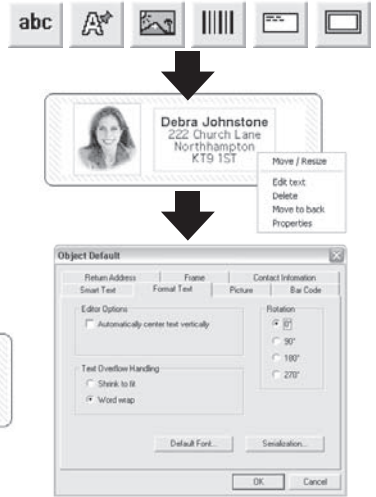 abc A
Debra Johnstone
222 Church Lane
Northhampton
KT9 1ST
Move / Resize
Edit text
Delete
Move to back
Properties
Object Default
Return Address Frame Contact Information
Smart Text Format Text Picture Bar Code
Editor Options
Automatically center text vertically
Rotation
0°
90°
180°
270°
Text Overflow Handling
Shrink to fit
Word wrap
Default Font... Serialization...
OK Cancel